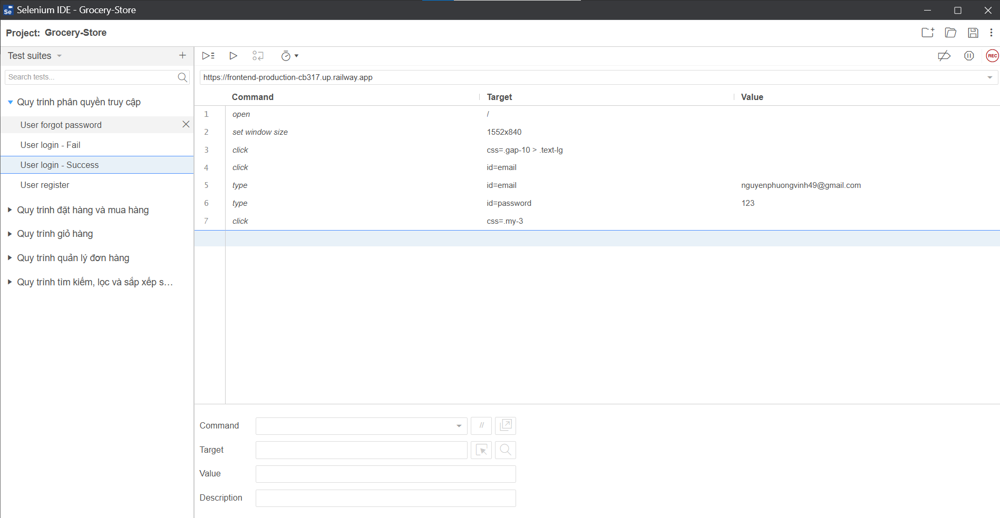 Selenium IDE - Grocery-Store
Project: Grocery-Store
Test suites
Search tests...
Quy trinh phân quyền truy cập
User forgot password
User login - Fail
User login - Success
User register
Quy trinh đặt hàng và mua hàng
Quy trình giỏ hàng
Quy trình quản lý đơn hàng
Quy trình tìm kiếm, lọc và sắp xếp s...
REC
https://frontend-production-cb317.up.railway.app
Command Target Value
1 open /
2 set window size 1552x840
3 click css=.gap-10 > .text-lg
4 click id=email
5 type id=email nguyenphuongvinh49@gmail.com
6 type id=password 123
7 click css=.my-3
Command //
Target
Value
Description